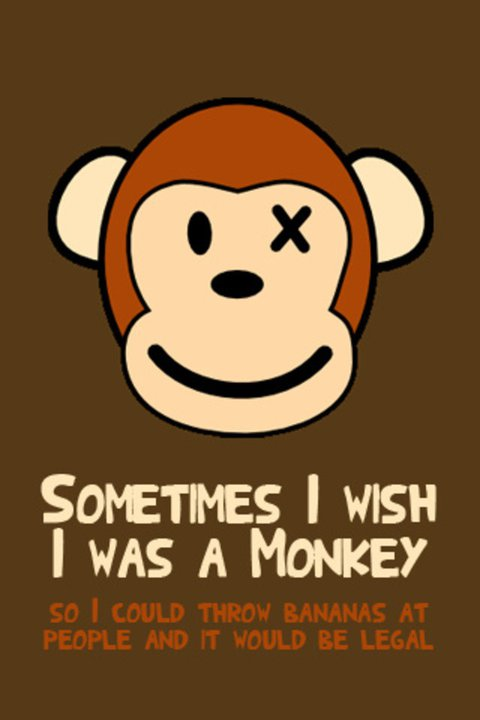 Sometimes I wish
I was a Monkey
so I could throw bananas at
people and it would be legal